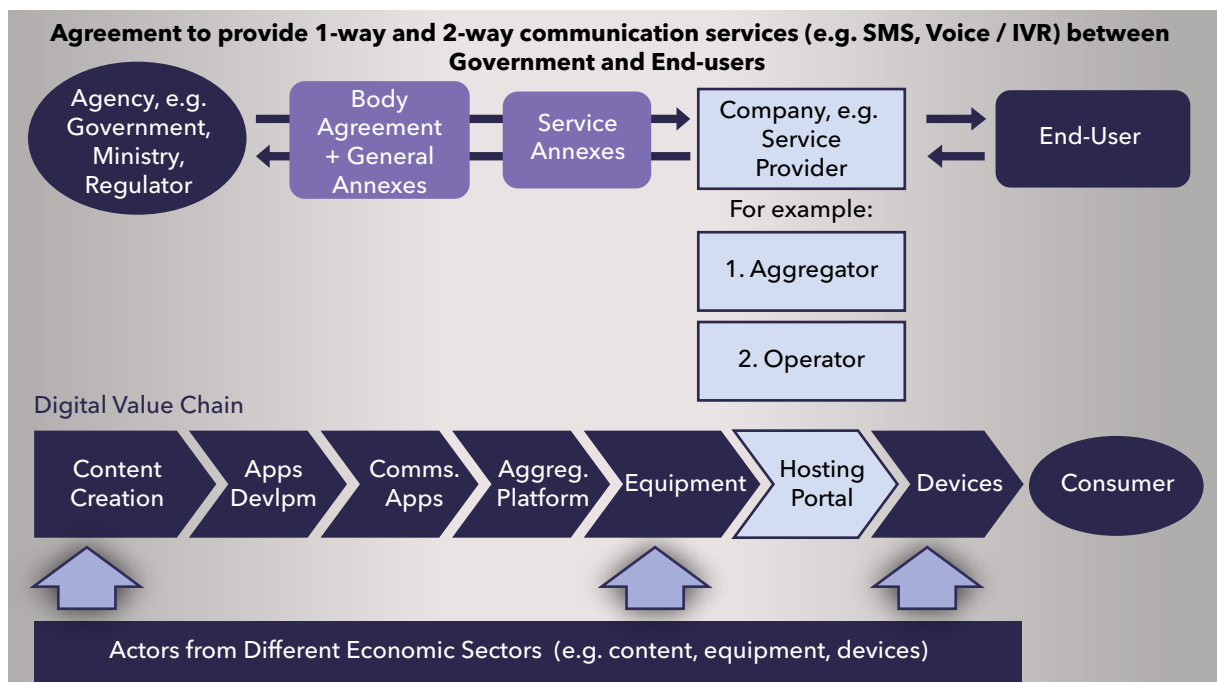 Agreement to provide 1-way and 2-way communication services (e.g. SMS, Voice / IVR) between
Government and End-users
Agency, e.g.
Government,
Ministry,
Regulator
Body
Agreement
+ General
Annexes
Service
Annexes
Company, e.g.
Service
Provider
End-User
For example:
1. Aggregator
2. Operator
Digital Value Chain
Content
Creation
Apps
Devlpm
Comms.
Apps
Aggreg.
Platform
Equipment
Hosting
Portal
Devices
Consumer
Actors from Different Economic Sectors (e.g. content, equipment, devices)